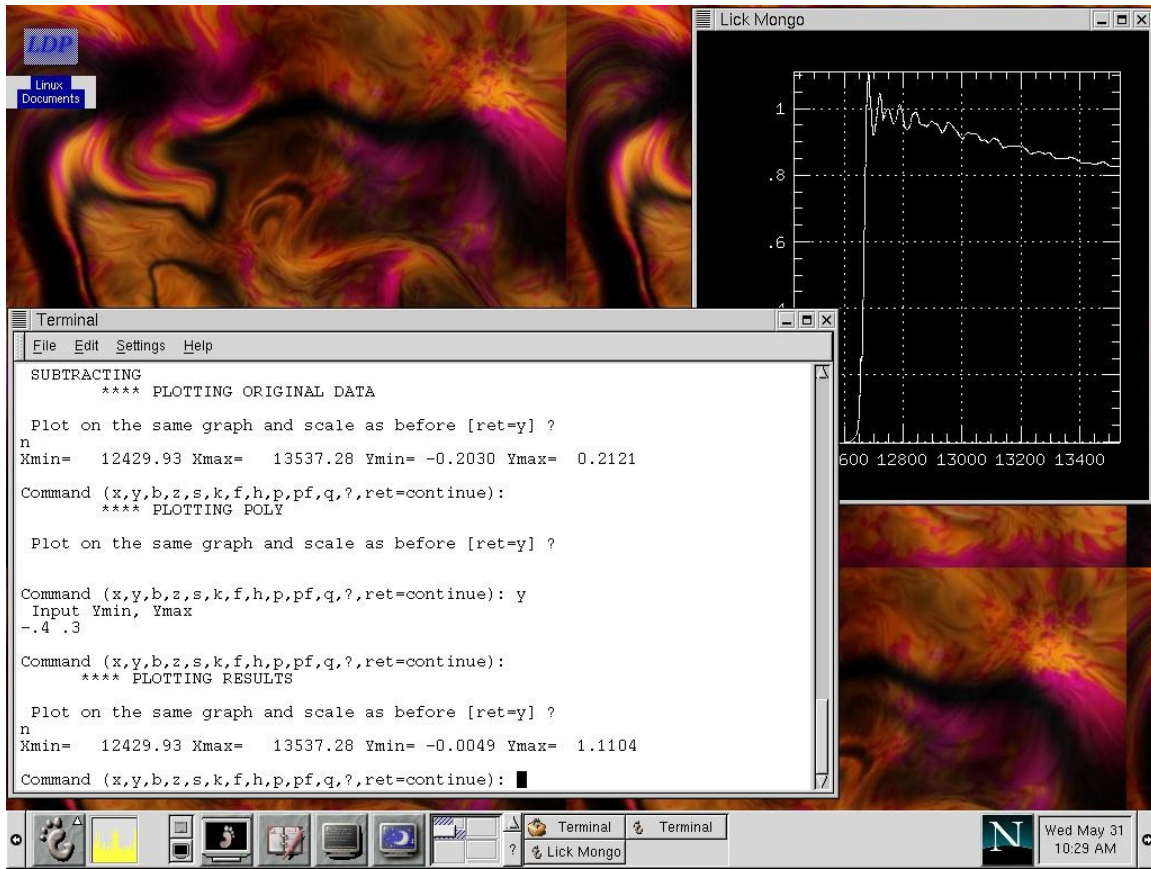 LDP
Linux
Documents
Lick Mongo
1
.8
.6
600 12800 13000 13200 13400
Terminal
File Edit Settings Help
SUBTRACTING
**** PLOTTING ORIGINAL DATA
Plot on the same graph and scale as before [ret=y] ?
n
Xmin= 12429.93 Xmax= 13537.28 Ymin= -0.2030 Ymax= 0.2121
Command (x,y,b,z,s,k,f,h,p,pf,q,?,ret=continue):
**** PLOTTING POLY
Plot on the same graph and scale as before [ret=y] ?
Command (x,y,b,z,s,k,f,h,p,pf,q,?,ret=continue): y
Input Ymin, Ymax
-.4 .3
Command (x,y,b,z,s,k,f,h,p,pf,q,?,ret=continue):
**** PLOTTING RESULTS
Plot on the same graph and scale as before [ret=y] ?
n
Xmin= 12429.93 Xmax= 13537.28 Ymin= -0.0049 Ymax= 1.1104
Command (x,y,b,z,s,k,f,h,p,pf,q,?,ret=continue):
? Terminal Terminal
Lick Mongo
N
Wed May 31
10:29 AM